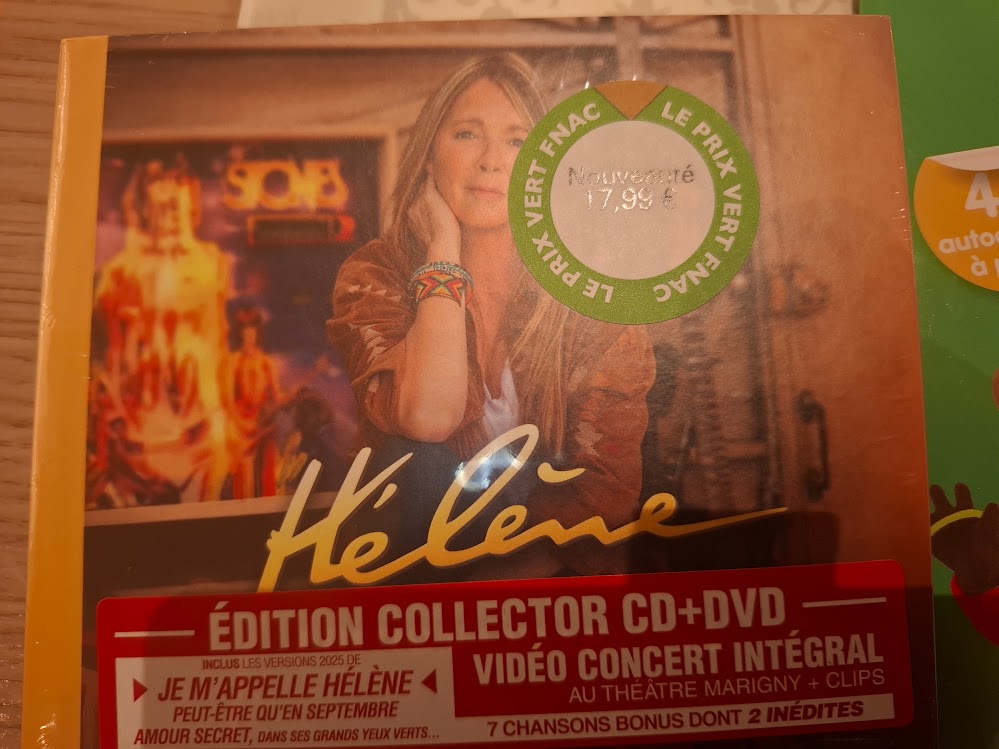 LE PRIX VERT FNAC
LE PRIX VERT FNAC
Nouveauté
17,99 €
4
à
Hélène
ÉDITION COLLECTOR CD+DVD
INCLUS LES VERSIONS 2025 DE
JE M'APPELLE HÉLÈNE
PEUT-ÊTRE QU'EN SEPTEMBRE
AMOUR SECRET, DANS SES GRANDS YEUX VERTS...
VIDÉO CONCERT INTÉGRAL
AU THÉÂTRE MARIGNY + CLIPS
7 CHANSONS BONUS DONT 2 INÉDITES